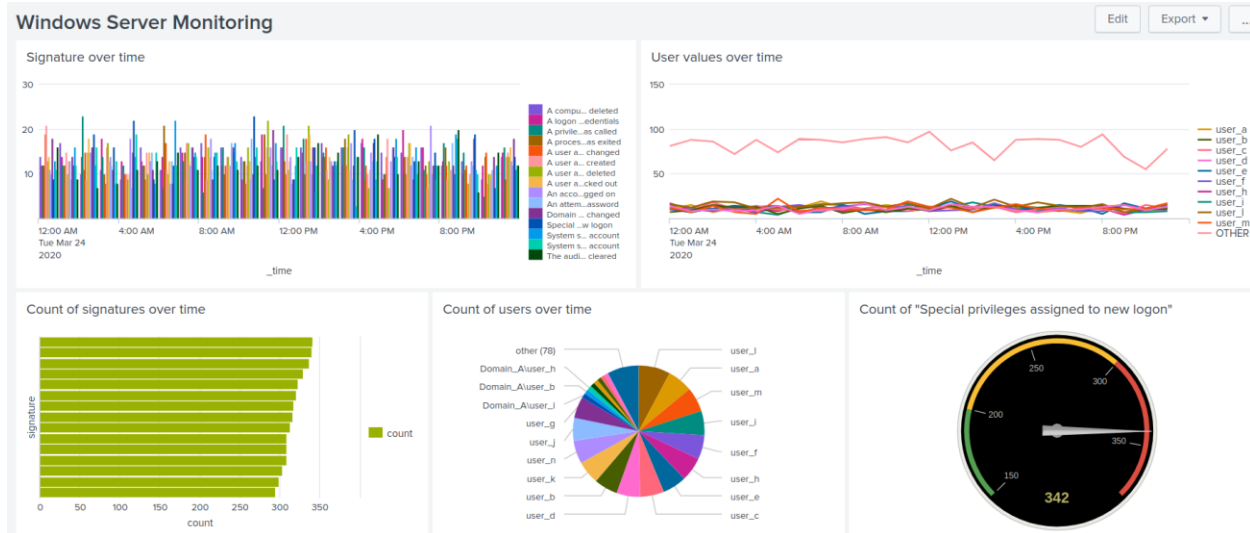 Windows Server Monitoring
Edit
Export ▾
...
Signature over time
30
20
10
12:00 AM
Tue Mar 24
2020
4:00 AM
8:00 AM
12:00 PM
4:00 PM
8:00 PM
_time
A compu... deleted
A logon ...edentials
A privile...as called
A proces...as exited
A user a... changed
A user a... created
A user a... deleted
A user a...cked out
An acco...gged on
An attem...assword
Domain ... changed
Special ...w logon
System s... account
System s... account
The audi... cleared
User values over time
150
100
50
12:00 AM
Tue Mar 24
2020
4:00 AM
8:00 AM
12:00 PM
4:00 PM
8:00 PM
_time
user_a
user_b
user_c
user_d
user_e
user_f
user_h
user_i
user_l
user_m
OTHER
Count of signatures over time
signature
0
50
100
150
200
250
300
350
count
count
Count of users over time
other (78)
Domain_A\user_h
Domain_A\user_b
Domain_A\user_i
user_g
user_j
user_n
user_k
user_b
user_d
user_l
user_a
user_m
user_i
user_f
user_h
user_e
user_c
Count of "Special privileges assigned to new logon"
150
200
250
300
350
342